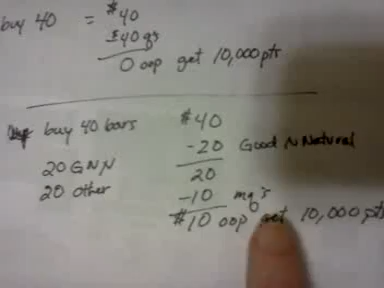 buy 40 = $40
$40 qs
0 oop get 10,000 pts
buy 40 bars $40
-20 Good N Natural
20 GNN 20
20 other -10 mq's
$10 oop get 10,000 pts